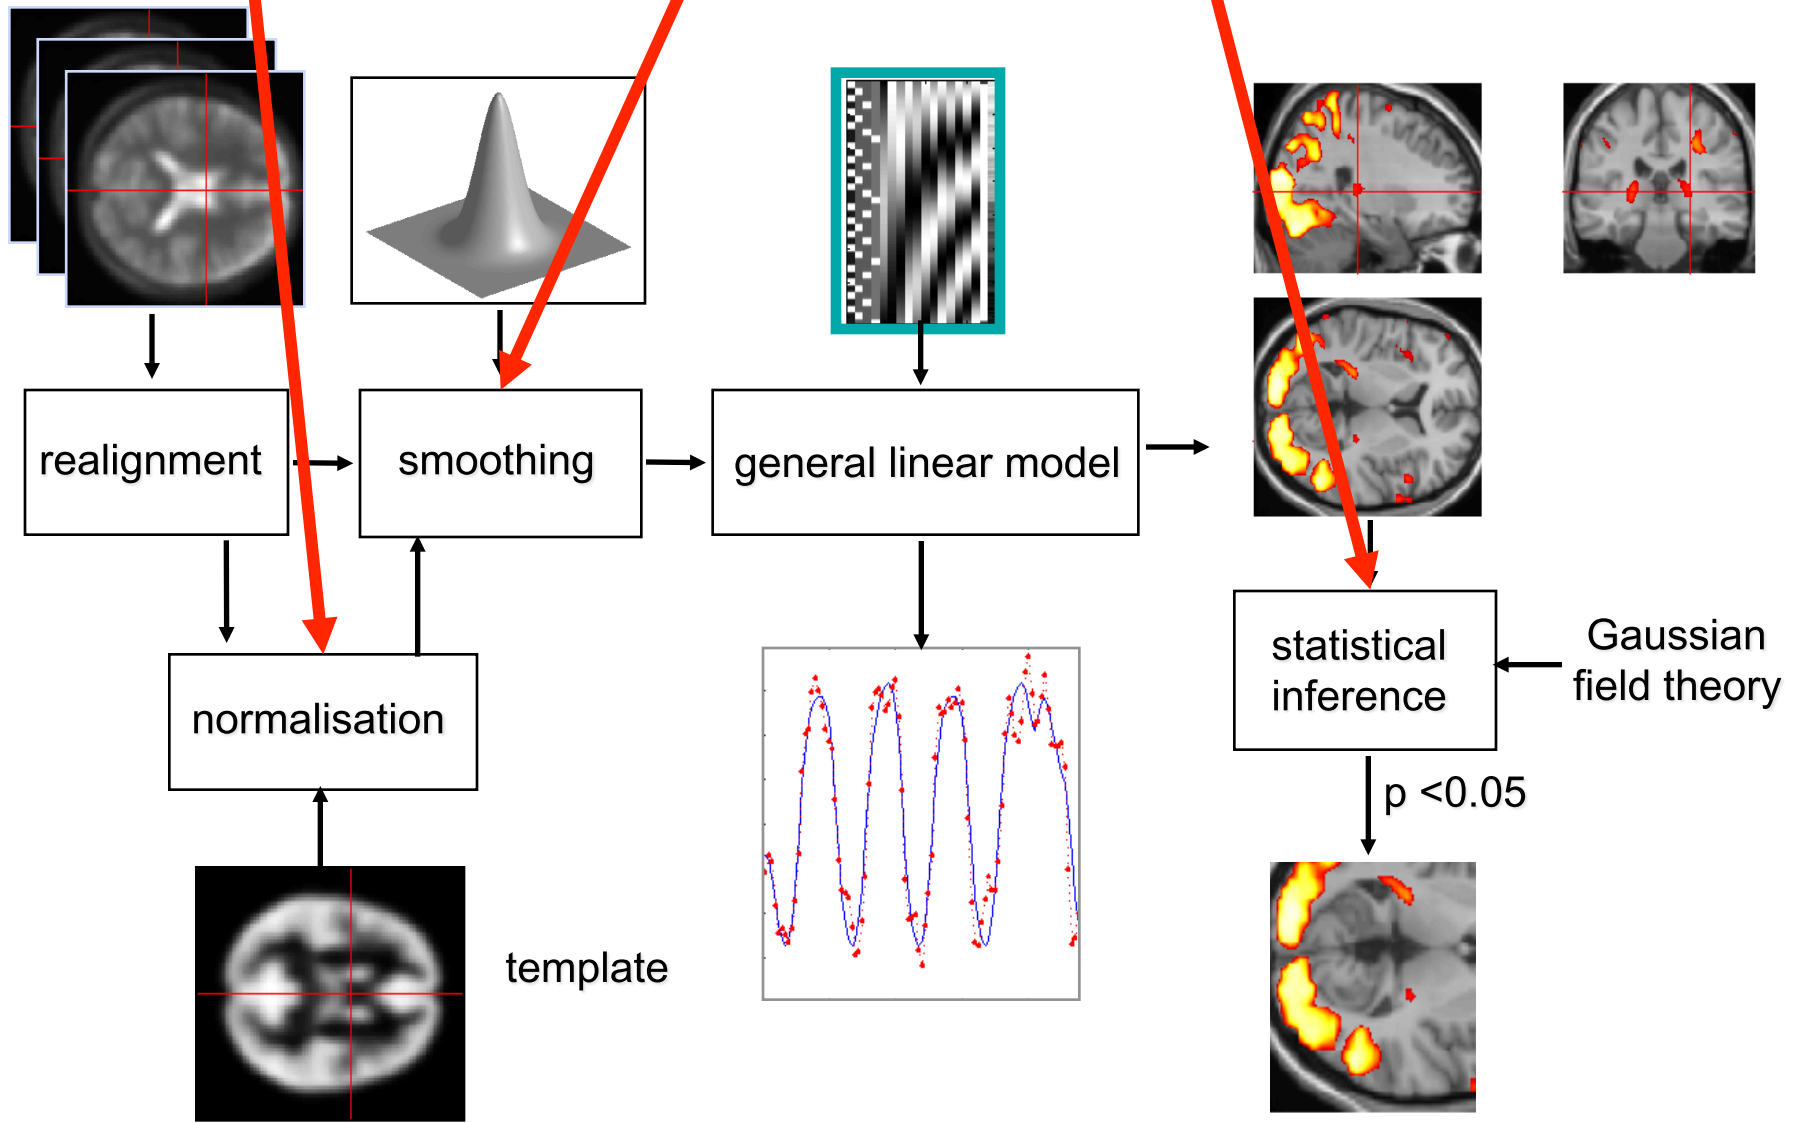 realignment
smoothing
general linear model
statistical
inference
Gaussian
field theory
normalisation
p <0.05
template